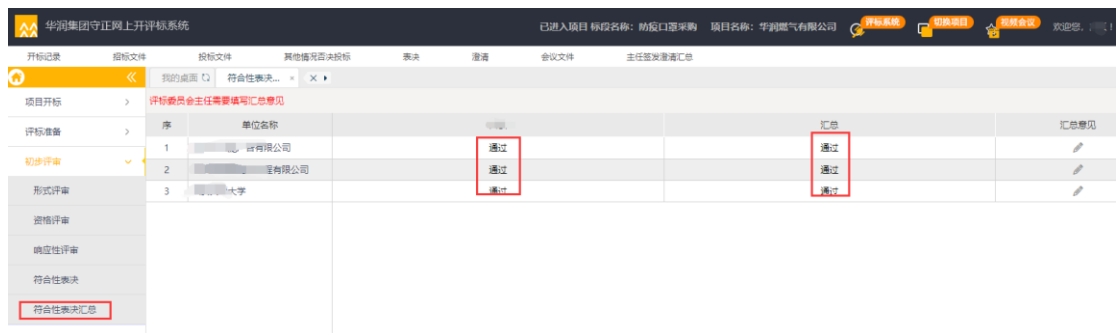 华润集团守正网上开评标系统
已进入项目 标段名称：防疫口罩采购 项目名称：华润燃气有限公司 评标系统 切换项目 视频会议 欢迎您，
开标记录 招标文件 投标文件 其他情况否决投标 表决 澄清 会议文件 主任签发澄清汇总
我的桌面 符合性表决...
项目开标
评标委员会主任需要填写汇总意见
评标准备
序 单位名称 汇总 汇总意见
1 有限公司 通过 通过
初步评审
2 程有限公司 通过 通过
形式评审
3 大学 通过 通过
资格评审
响应性评审
符合性表决
符合性表决汇总